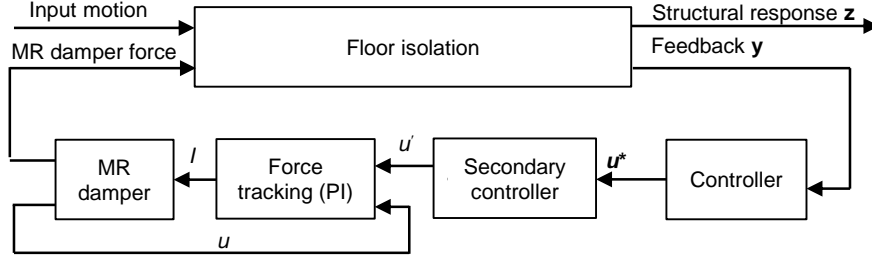 Input motion
Structural response z
MR damper force
Floor isolation
Feedback y
MR
damper
I
Force
tracking (PI)
u'
Secondary
controller
u*
Controller
u